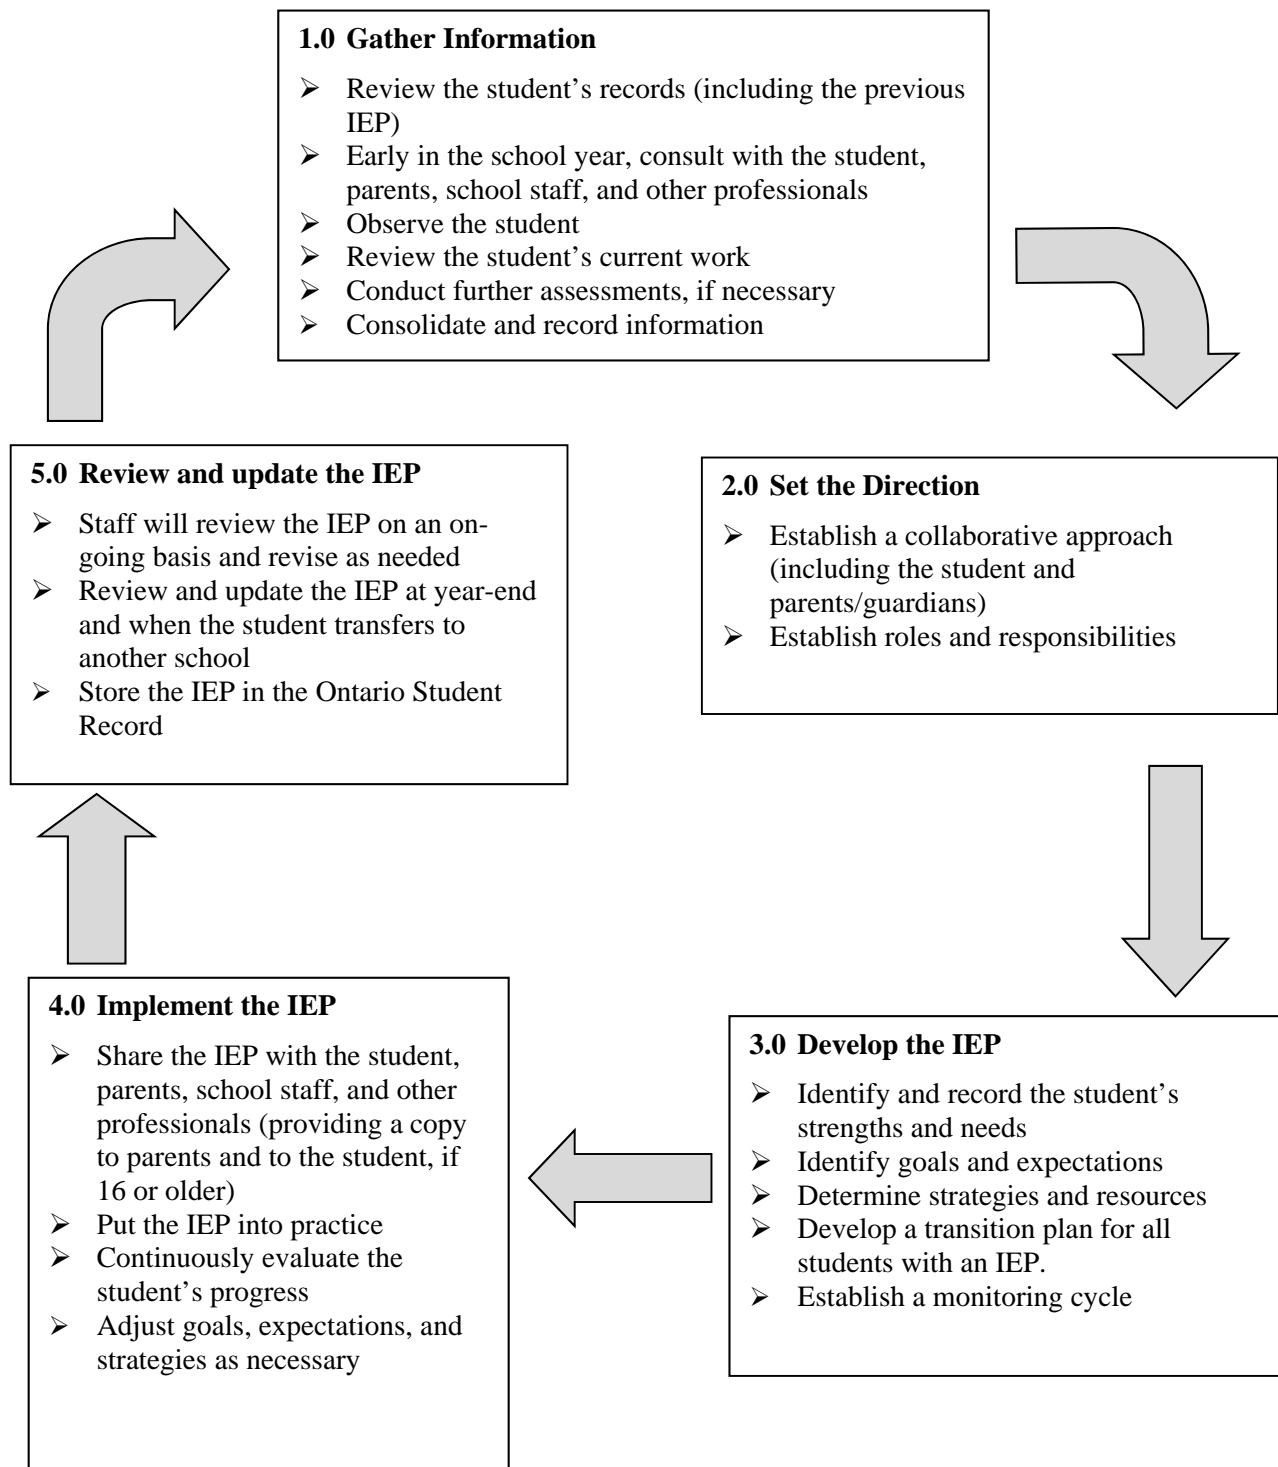 1.0 Gather Information
➢ Review the student’s records (including the previous
IEP)
➢ Early in the school year, consult with the student,
parents, school staff, and other professionals
➢ Observe the student
➢ Review the student’s current work
➢ Conduct further assessments, if necessary
➢ Consolidate and record information
2.0 Set the Direction
➢ Establish a collaborative approach
(including the student and
parents/guardians)
➢ Establish roles and responsibilities
3.0 Develop the IEP
➢ Identify and record the student’s
strengths and needs
➢ Identify goals and expectations
➢ Determine strategies and resources
➢ Develop a transition plan for all
students with an IEP.
➢ Establish a monitoring cycle
4.0 Implement the IEP
➢ Share the IEP with the student,
parents, school staff, and other
professionals (providing a copy
to parents and to the student, if
16 or older)
➢ Put the IEP into practice
➢ Continuously evaluate the
student’s progress
➢ Adjust goals, expectations, and
strategies as necessary
5.0 Review and update the IEP
➢ Staff will review the IEP on an on-
going basis and revise as needed
➢ Review and update the IEP at year-end
and when the student transfers to
another school
➢ Store the IEP in the Ontario Student
Record